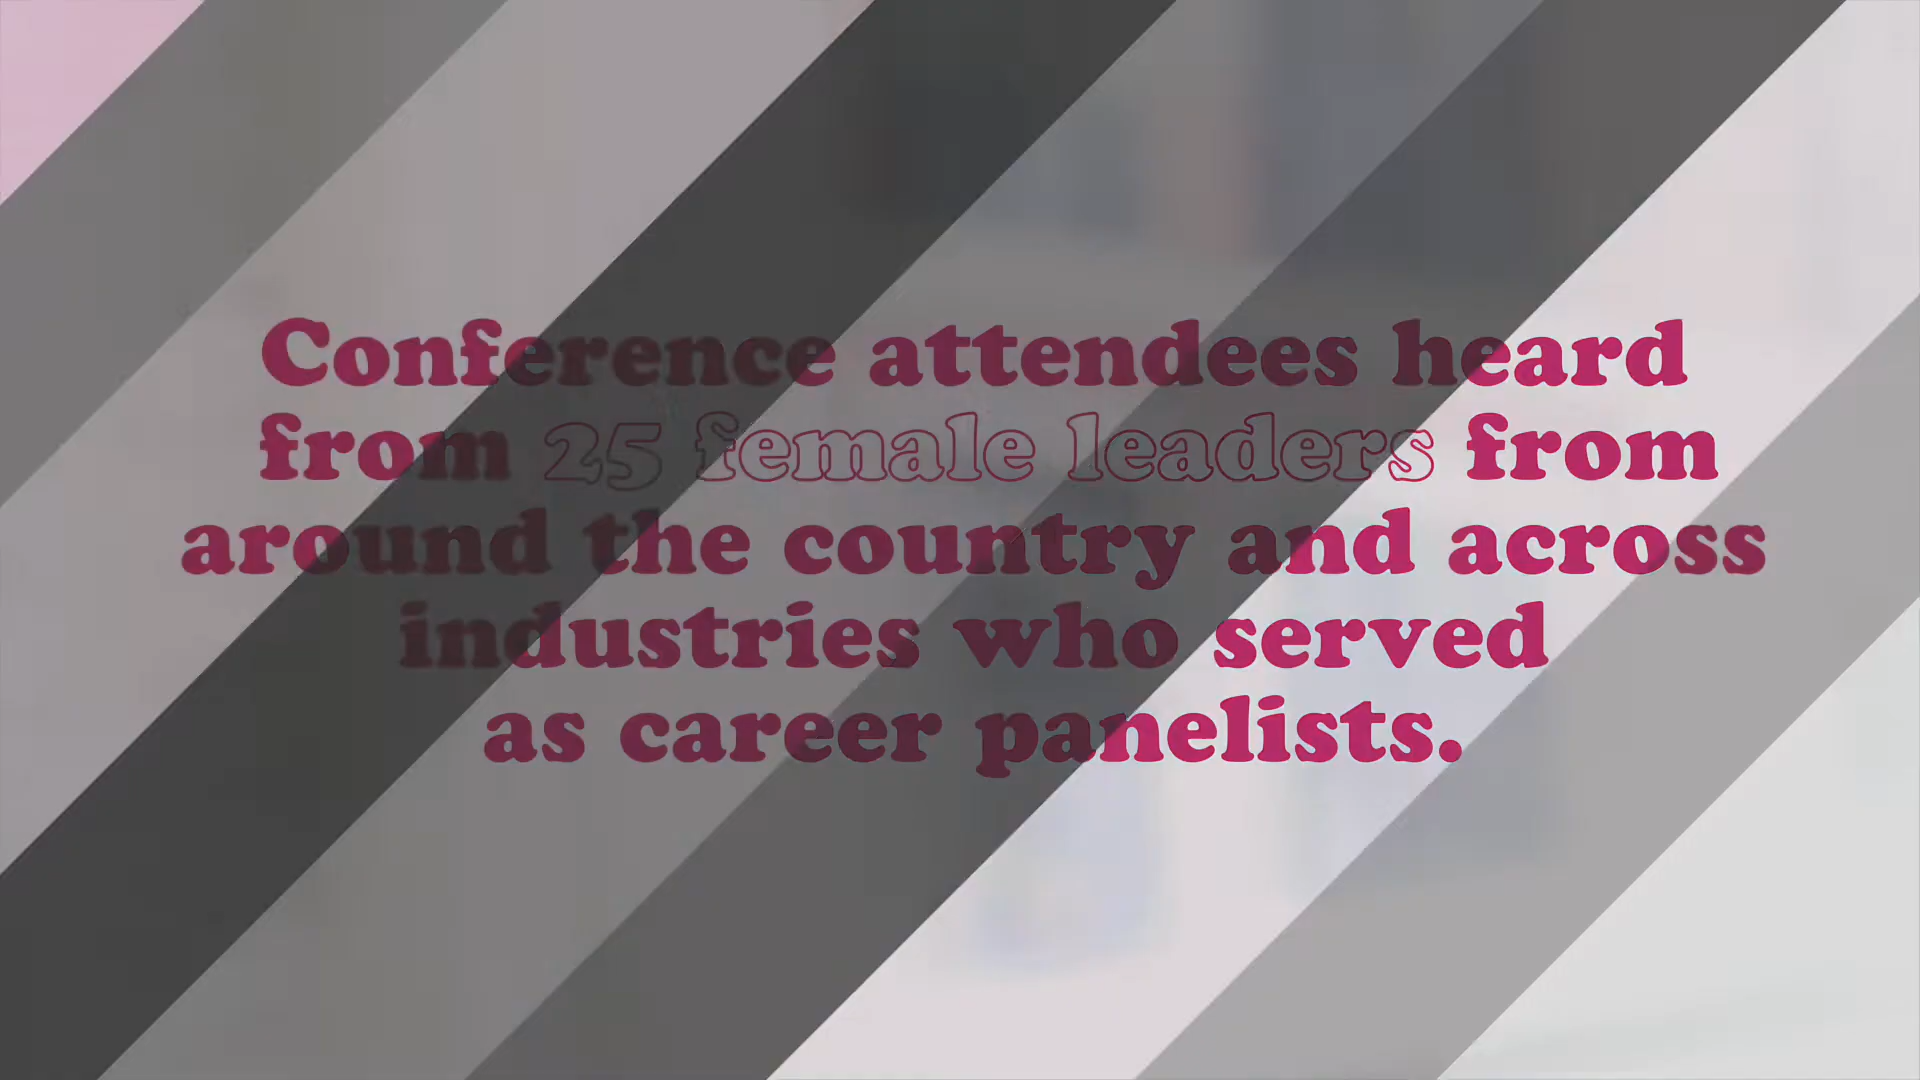 Conference attendees heard
from 25 female leaders from
around the country and across
industries who served
as career panelists.